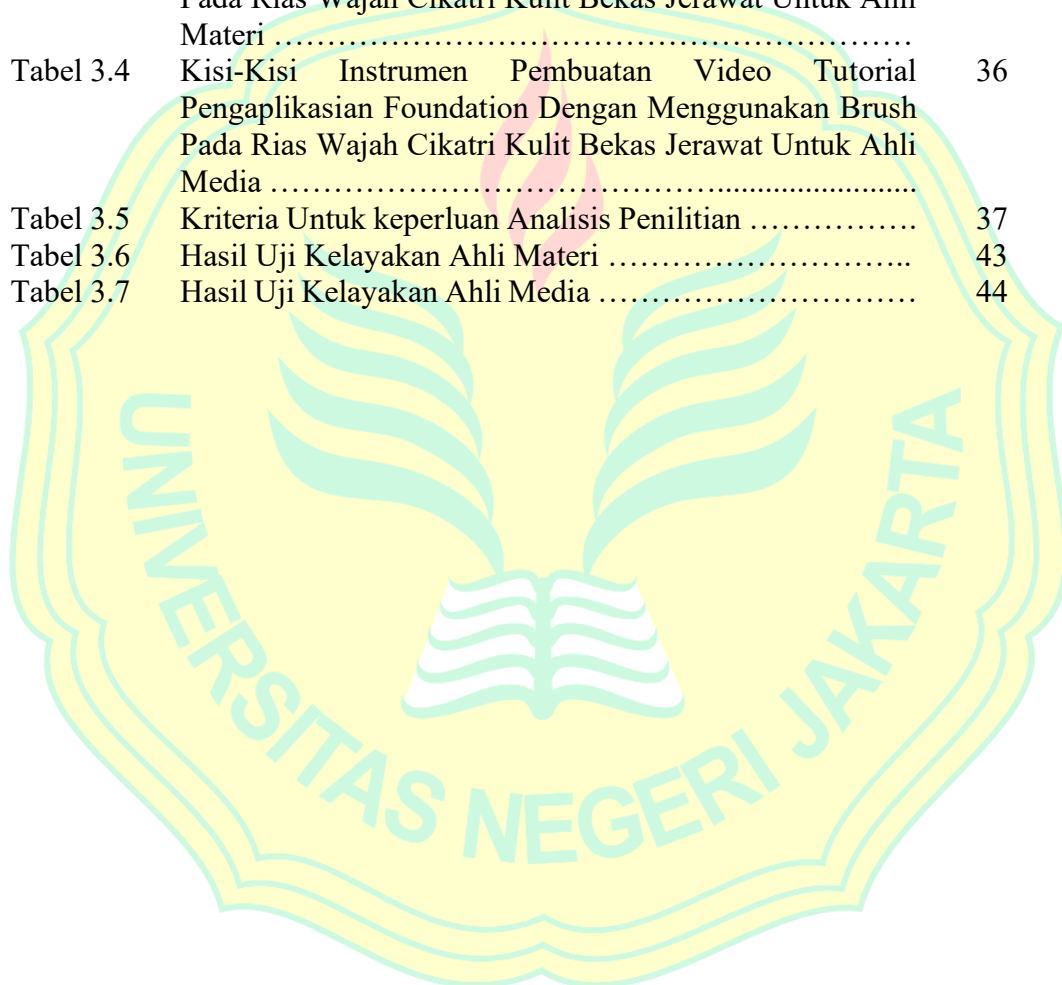 Pada Rias Wajah Cikatri Kulit Bekas Jerawat Untuk Ahli
Materi ……………………………………………………
Tabel 3.4 Kisi-Kisi Instrumen Pembuatan Video Tutorial 36
Pengaplikasian Foundation Dengan Menggunakan Brush
Pada Rias Wajah Cikatri Kulit Bekas Jerawat Untuk Ahli
Media ……………………………………..........................
Tabel 3.5 Kriteria Untuk keperluan Analisis Penilitian ……………. 37
Tabel 3.6 Hasil Uji Kelayakan Ahli Materi ……………………….. 43
Tabel 3.7 Hasil Uji Kelayakan Ahli Media ………………………… 44
UNIVERSITAS NEGERI JAKARTA